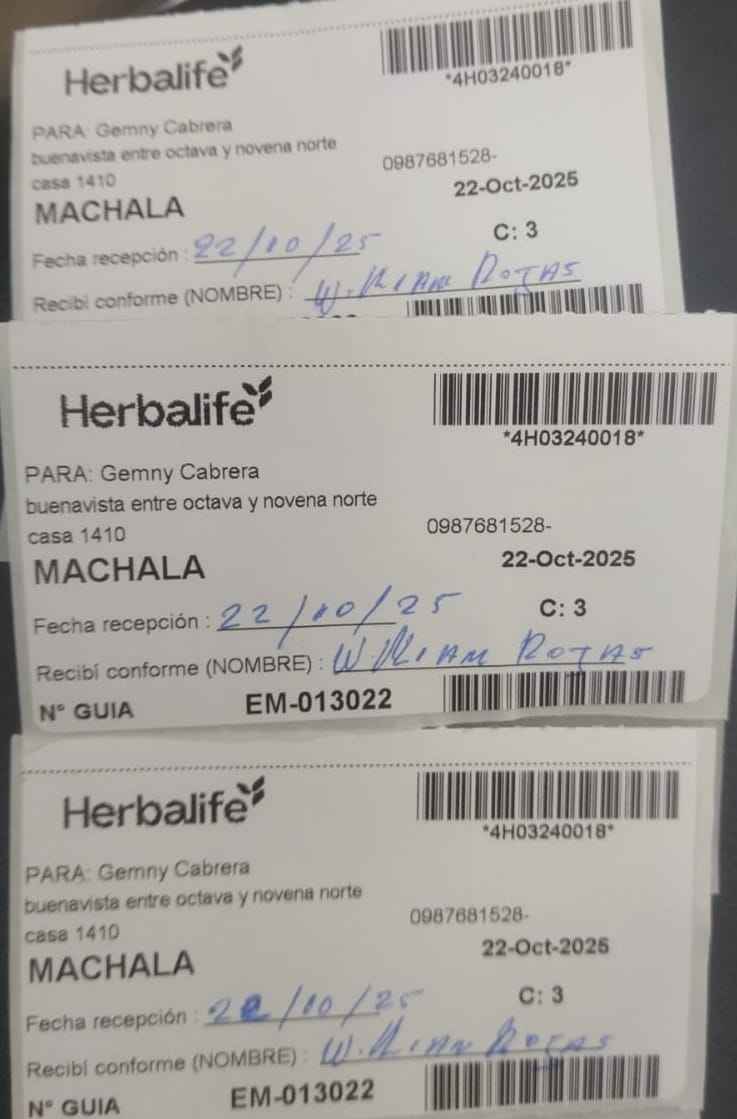 Herbalife
*4H03240018*
PARA: Gemny Cabrera
buenavista entre octava y novena norte
casa 1410
0987681528-
MACHALA
22-Oct-2025
C: 3
Fecha recepción : 22/10/25
Recibí conforme (NOMBRE) : William Rojas
Herbalife
*4H03240018*
PARA: Gemny Cabrera
buenavista entre octava y novena norte
casa 1410
0987681528-
MACHALA
22-Oct-2025
C: 3
Fecha recepción : 22/10/25
Recibí conforme (NOMBRE) : William Rojas
N° GUIA EM-013022
Herbalife
*4H03240018*
PARA: Gemny Cabrera
buenavista entre octava y novena norte
casa 1410
0987681528-
MACHALA
22-Oct-2025
C: 3
Fecha recepción : 22/10/25
Recibí conforme (NOMBRE) : William Rojas
N° GUIA EM-013022